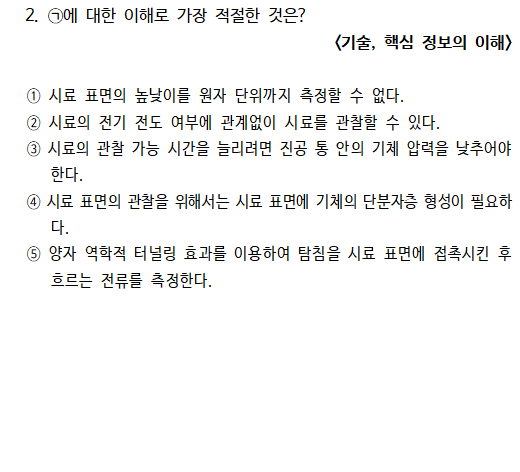 2. ㉠에 대한 이해로 가장 적절한 것은?
<기술, 핵심 정보의 이해>
① 시료 표면의 높낮이를 원자 단위까지 측정할 수 없다.
② 시료의 전기 전도 여부에 관계없이 시료를 관찰할 수 있다.
③ 시료의 관찰 가능 시간을 늘리려면 진공 통 안의 기체 압력을 낮추어야
한다.
④ 시료 표면의 관찰을 위해서는 시료 표면에 기체의 단분자층 형성이 필요하
다.
⑤ 양자 역학적 터널링 효과를 이용하여 탐침을 시료 표면에 접촉시킨 후
흐르는 전류를 측정한다.